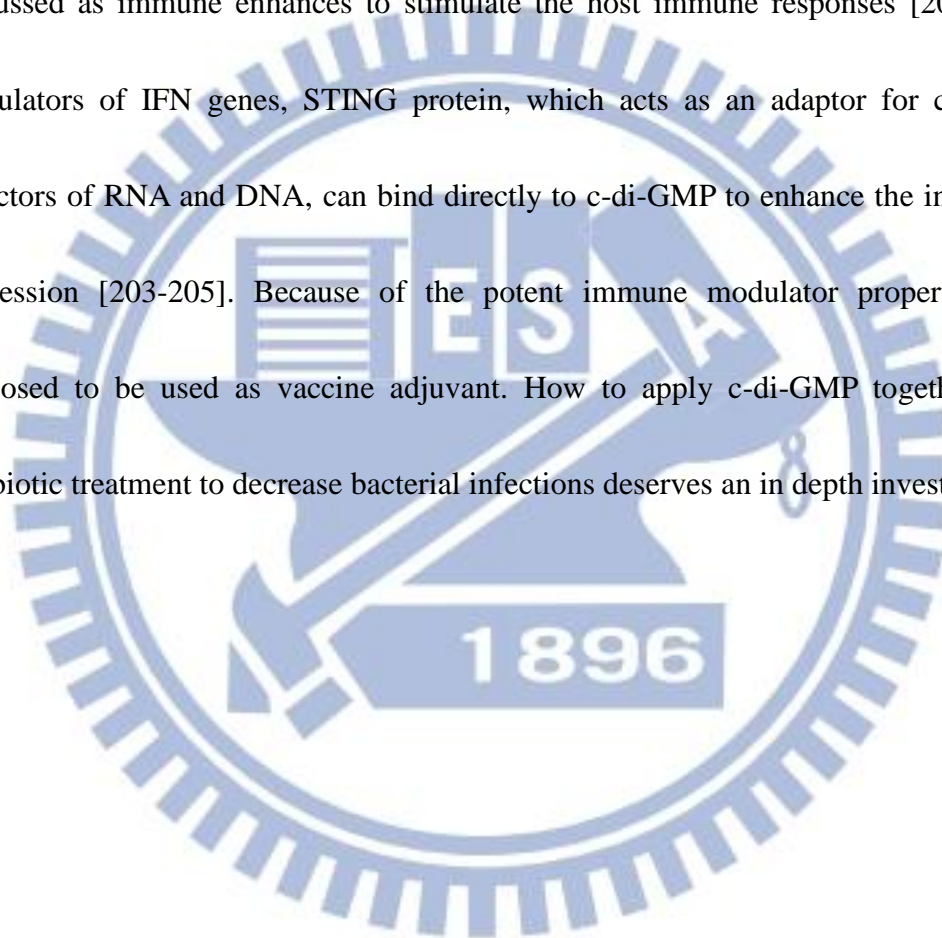 ussed as immune enhances to stimulate the host immune responses [20
ulators of IFN genes, STING protein, which acts as an adaptor for c
ctors of RNA and DNA, can bind directly to c-di-GMP to enhance the in
ession [203-205]. Because of the potent immune modulator proper
osed to be used as vaccine adjuvant. How to apply c-di-GMP togeth
biotic treatment to decrease bacterial infections deserves an in depth invest
E S A
8
1896